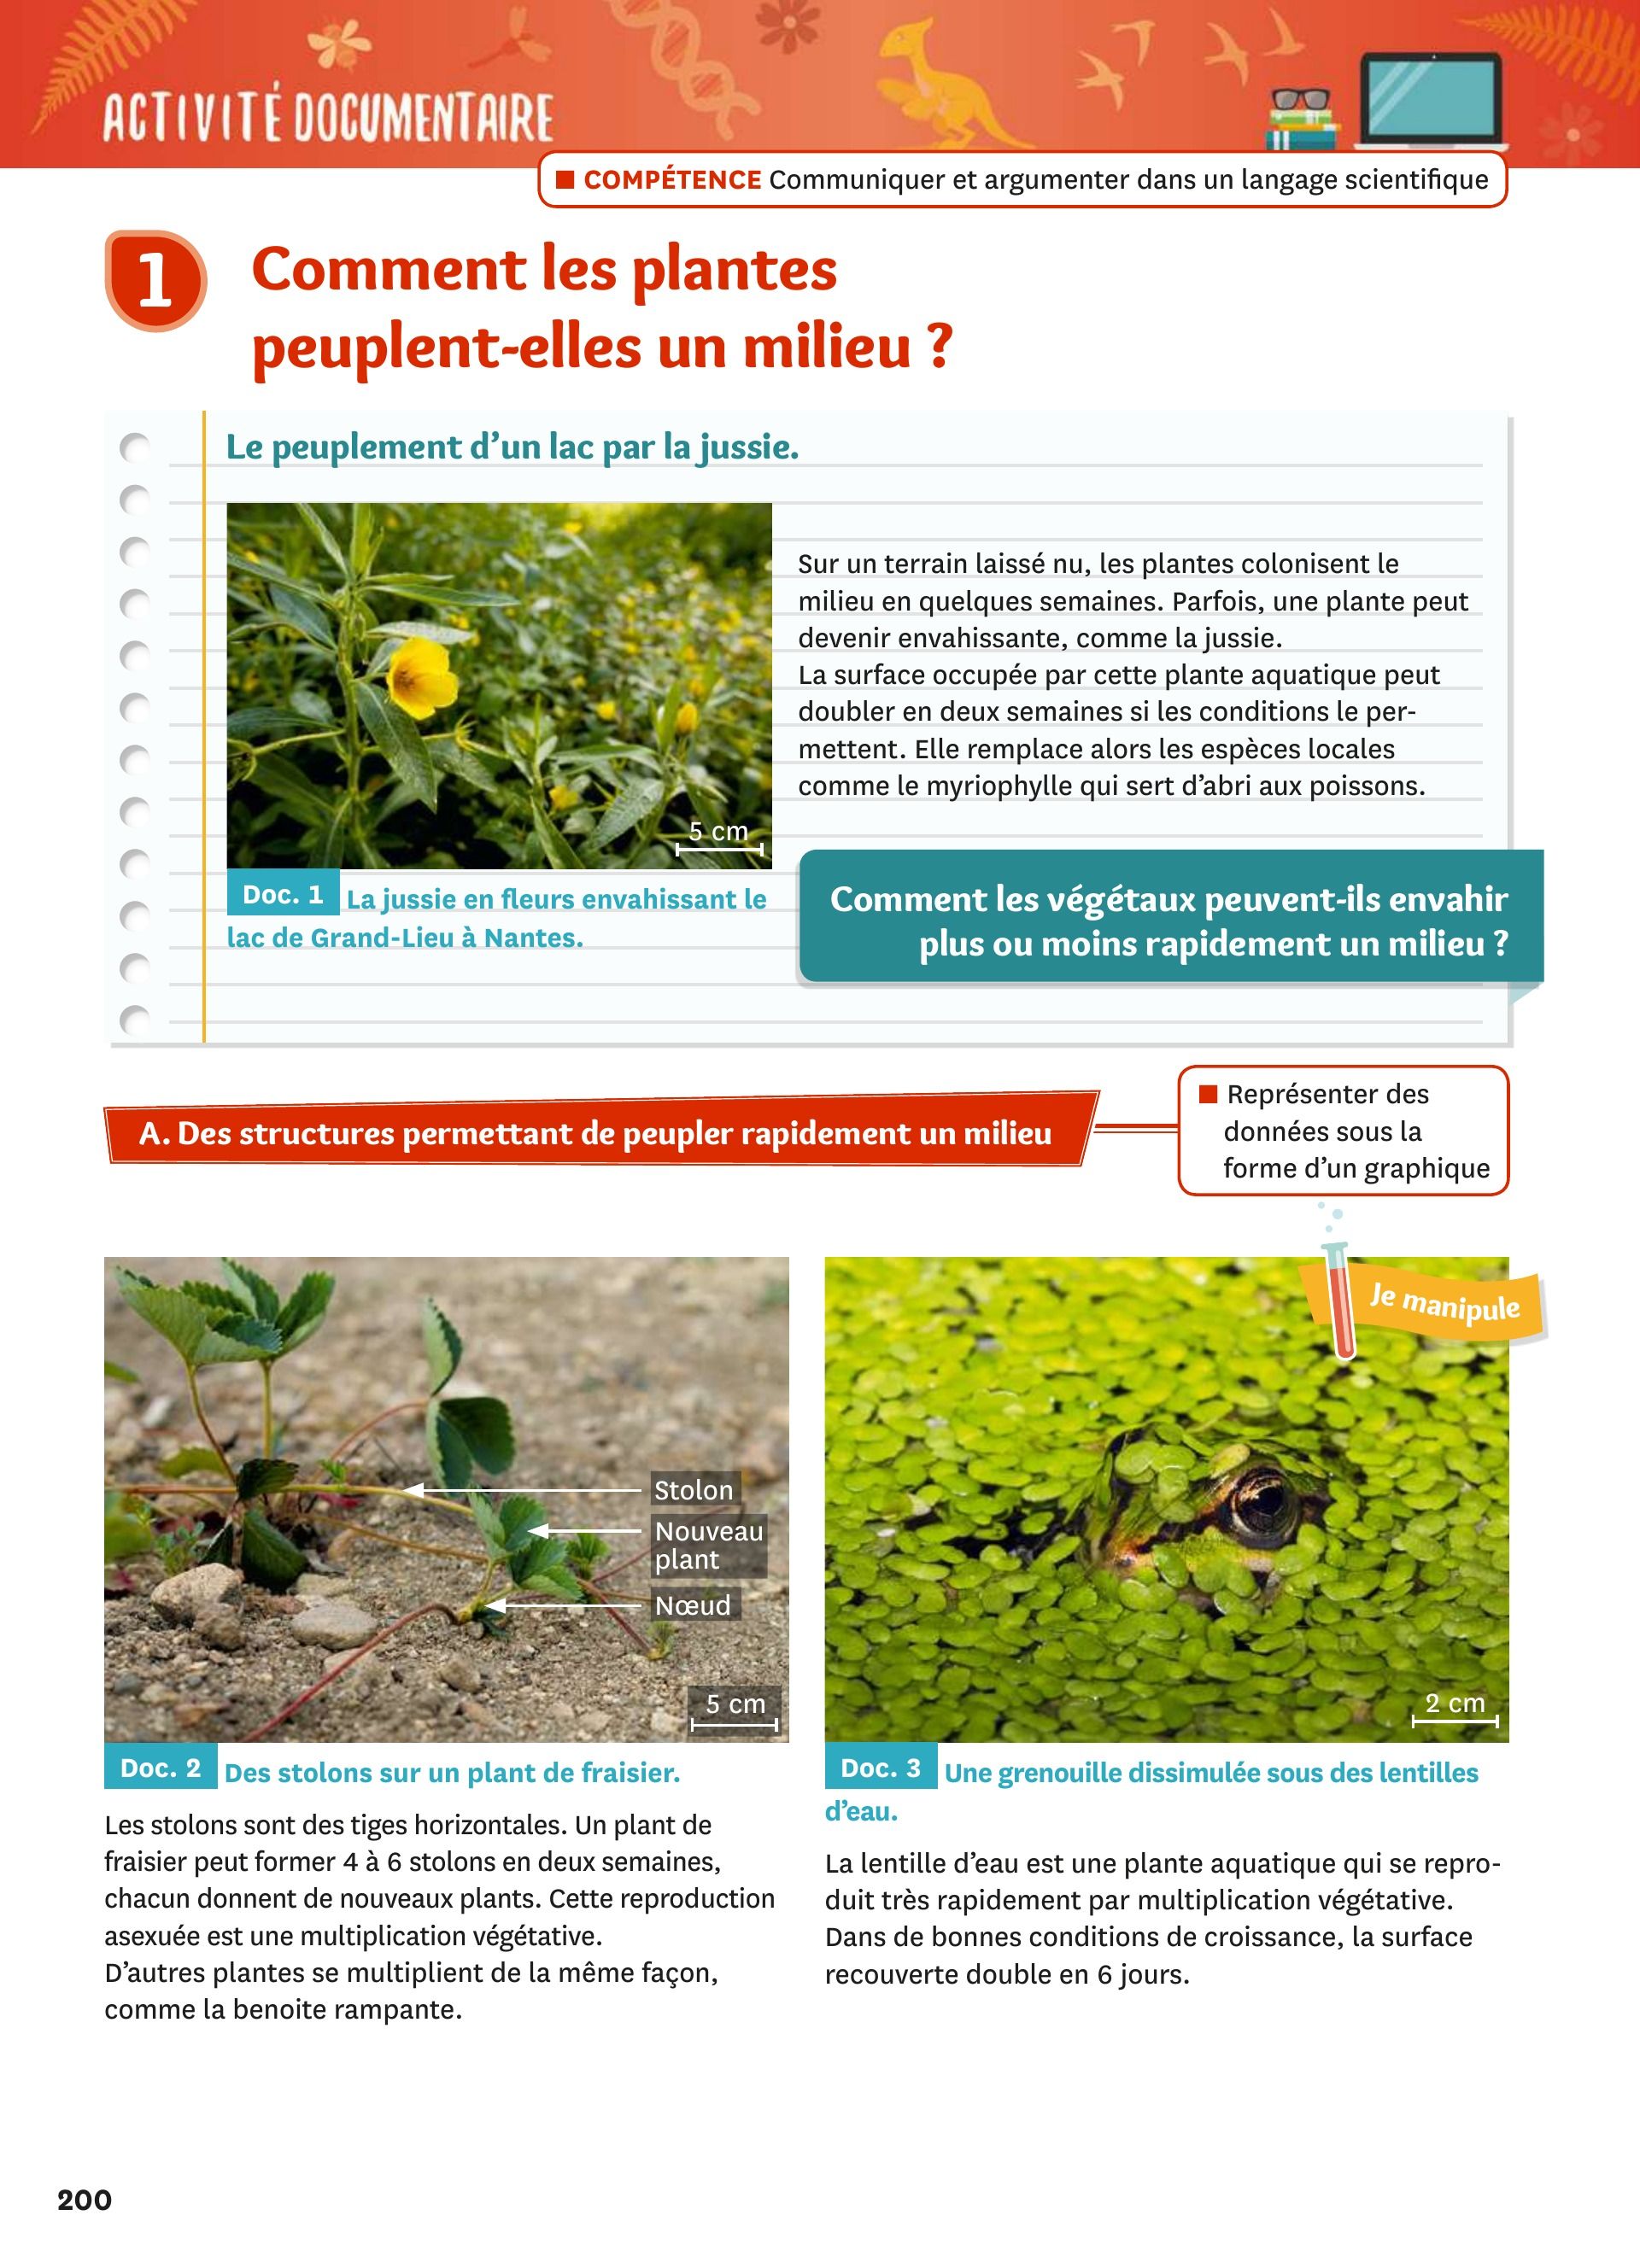 ACTIVITÉ DOCUMENTAIRE
■ COMPÉTENCE Communiquer et argumenter dans un langage scientifique
1
Comment les plantes
peuplent-elles un milieu ?
Le peuplement d'un lac par la jussie.
Sur un terrain laissé nu, les plantes colonisent le
milieu en quelques semaines. Parfois, une plante peut
devenir envahissante, comme la jussie.
La surface occupée par cette plante aquatique peut
doubler en deux semaines si les conditions le per-
mettent. Elle remplace alors les espèces locales
comme le myriophylle qui sert d'abri aux poissons.
5 cm
Doc. 1 La jussie en fleurs envahissant le
lac de Grand-Lieu à Nantes.
Comment les végétaux peuvent-ils envahir
plus ou moins rapidement un milieu ?
A. Des structures permettant de peupler rapidement un milieu
■ Représenter des
données sous la
forme d'un graphique
Stolon
Nouveau
plant
Nœud
5 cm
Doc. 2 Des stolons sur un plant de fraisier.
Les stolons sont des tiges horizontales. Un plant de
fraisier peut former 4 à 6 stolons en deux semaines,
chacun donnent de nouveaux plants. Cette reproduction
asexuée est une multiplication végétative.
D'autres plantes se multiplient de la même façon,
comme la benoite rampante.
Je manipule
2 cm
Doc. 3 Une grenouille dissimulée sous des lentilles
d'eau.
La lentille d'eau est une plante aquatique qui se repro-
duit très rapidement par multiplication végétative.
Dans de bonnes conditions de croissance, la surface
recouverte double en 6 jours.
200